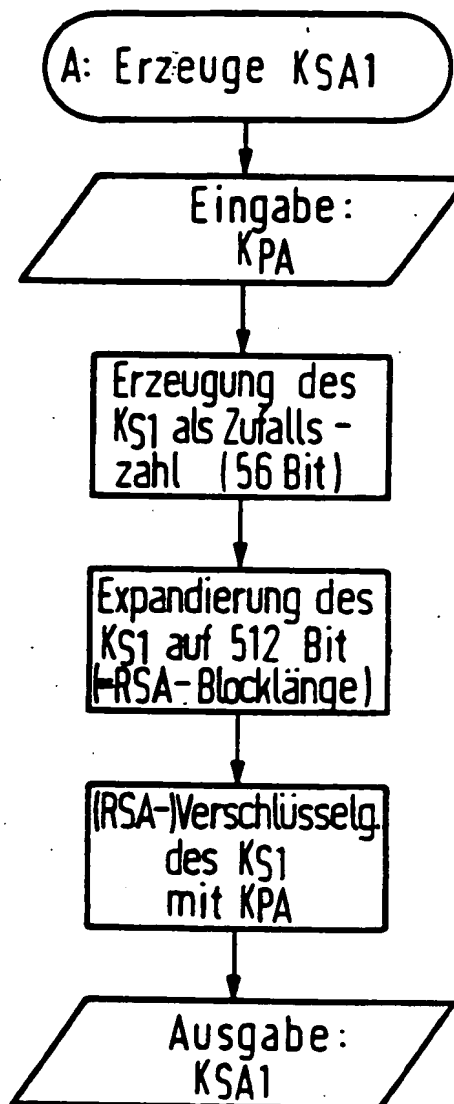 A: Erzeuge KSA1
Eingabe:
KPA
Erzeugung des
KS1 als Zufalls-
zahl (56 Bit)
Expandierung des
KS1 auf 512 Bit
(=RSA-Blocklänge)
(RSA-)Verschlüsselg.
des KS1
mit KPA
Ausgabe:
KSA1